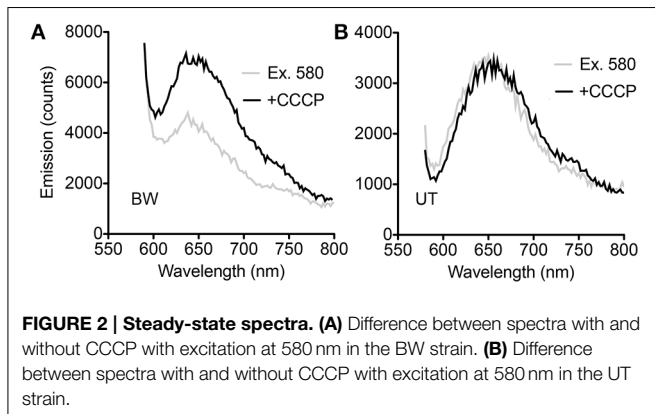 A
8000
6000
4000
2000
0
Emission (counts)
Ex. 580
+CCCP
BW
550 600 650 700 750 800
Wavelength (nm)
B
4000
3000
2000
1000
0
Ex. 580
+CCCP
UT
550 600 650 700 750 800
Wavelength (nm)
FIGURE 2 | Steady-state spectra. (A) Difference between spectra with and
without CCCP with excitation at 580 nm in the BW strain. (B) Difference
between spectra with and without CCCP with excitation at 580 nm in the UT
strain.